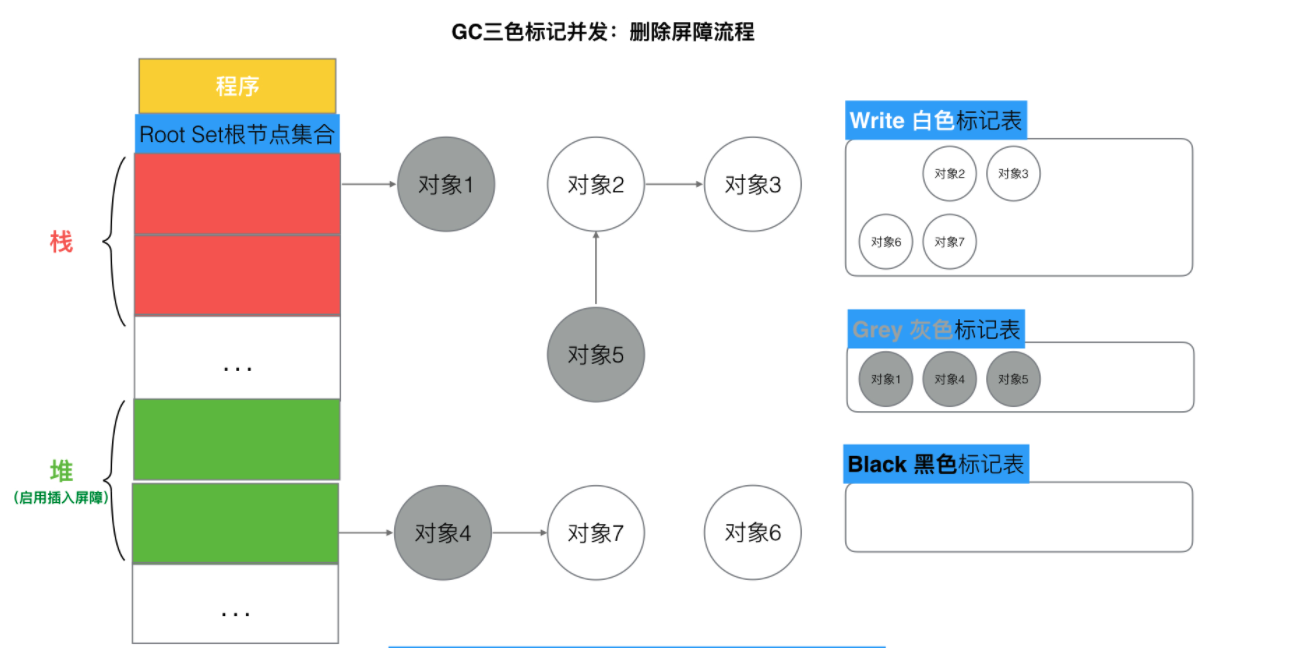 GC三色标记并发：删除屏障流程
程序
Root Set根节点集合
栈
...
堆
（启用插入屏障）
...
对象1
对象2
对象3
对象5
对象4
对象7
对象6
Write 白色标记表
对象2
对象3
对象6
对象7
Grey 灰色标记表
对象1
对象4
对象5
Black 黑色标记表